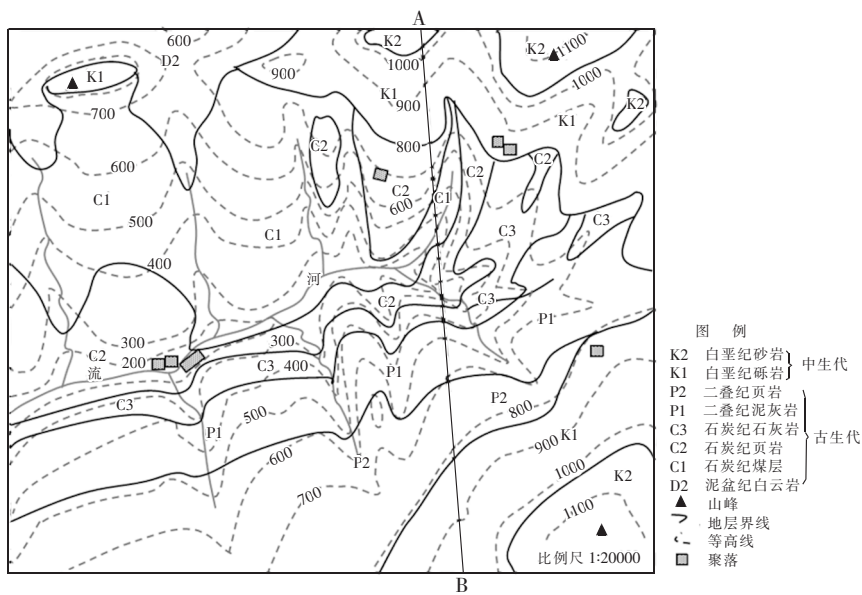 A
600
D2
K2
K2
1100
1000
900
1000
K1
K1
900
K2
700
K1
C2
800
C2
600
C2
C1
C2
C3
C3
600
C1
500
C1
400
河
C2
C3
P1
300
C2
200
流
300
C3
400
P1
C3
P2
800
500
P1
K1
900
600
P2
1000
K2
700
1100
比例尺 1:20000
B
图 例
K2 白垩纪砂岩
K1 白垩纪砾岩
中生代
P2 二叠纪页岩
P1 二叠纪泥灰岩
C3 石炭纪石灰岩
C2 石炭纪页岩
C1 石炭纪煤层
D2 泥盆纪白云岩
古生代
山峰
地层界线
等高线
聚落